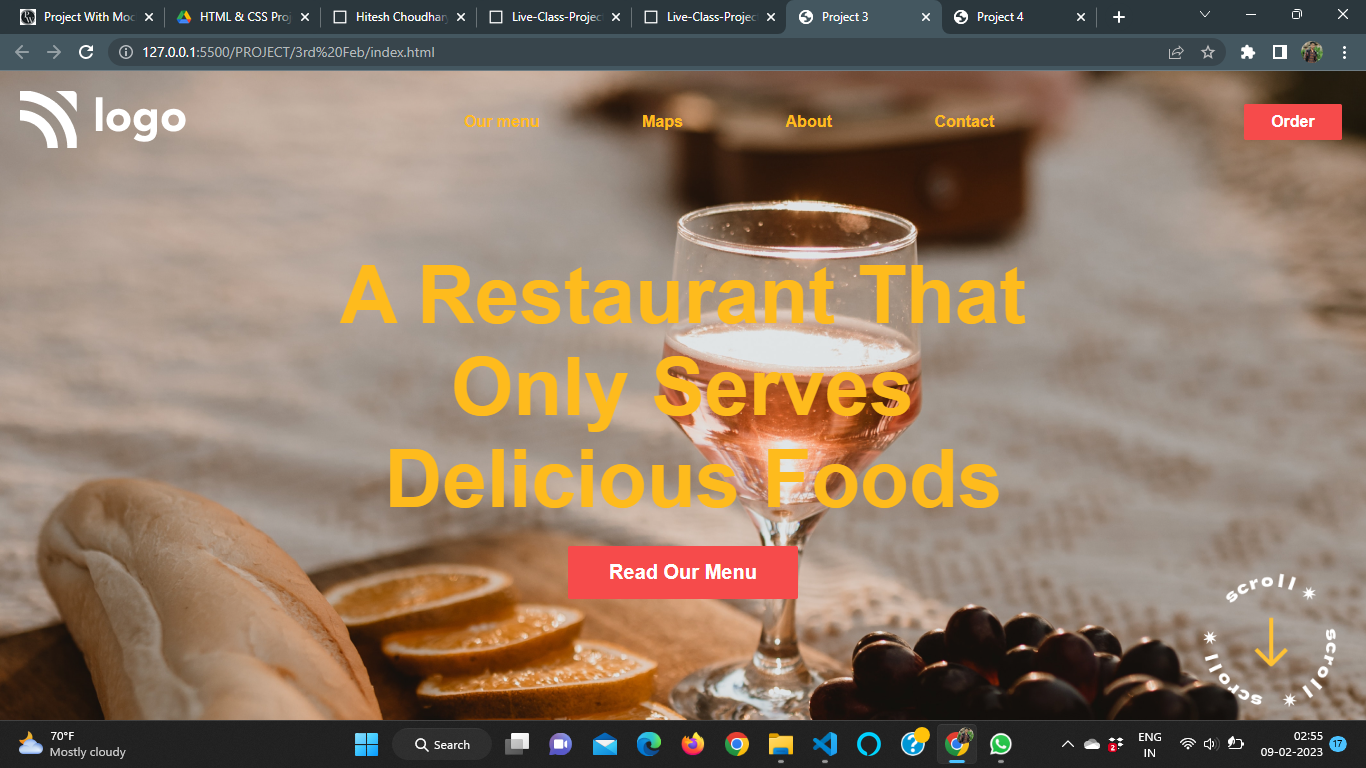 Project With Moc
HTML & CSS Proj
Hitesh Choudhary
Live-Class-Projec
Live-Class-Projec
Project 3
Project 4
127.0.0.1:5500/PROJECT/3rd%20Feb/index.html
logo
Our menu
Maps
About
Contact
Order
A Restaurant That
Only Serves
Delicious Foods
Read Our Menu
scroll
scroll
scroll
70°F
Mostly cloudy
Search
2
ENG
IN
02:55
09-02-2023
17